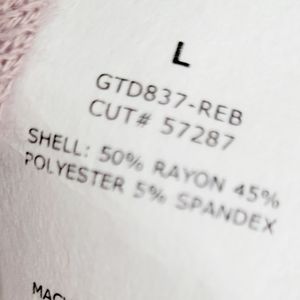 L
GTD837-REB
CUT# 57287
SHELL: 50% RAYON 45%
POLYESTER 5% SPANDEX